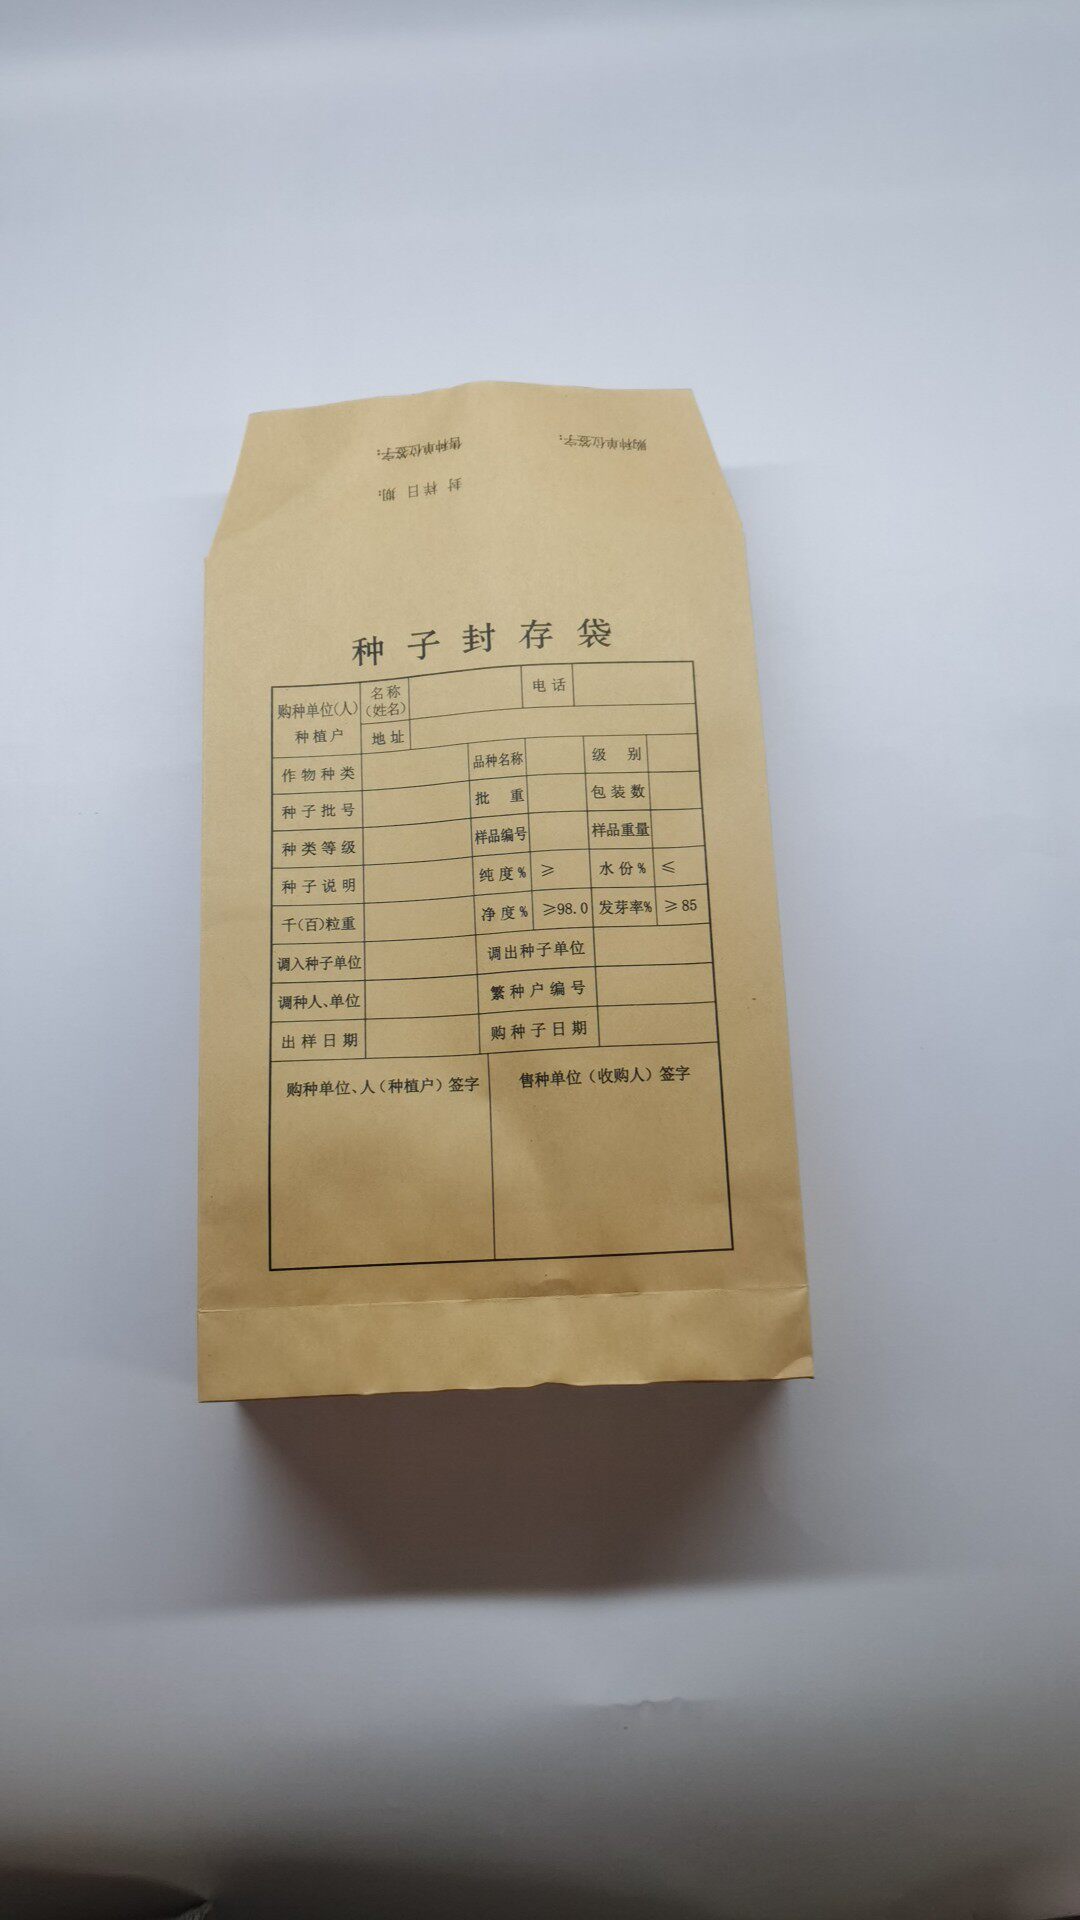 售种单位签字：
购种单位签字：
封样日期：
种子封存袋
购种单位(人)
种植户
名称
(姓名)
电话
地址
作物种类
品种名称
级别
种子批号
批重
包装数
种类等级
样品编号
样品重量
种子说明
纯度% ≥
水份% ≤
千(百)粒重
净度% ≥98.0
发芽率% ≥85
调入种子单位
调出种子单位
调种人、单位
繁种户编号
出样日期
购种子日期
购种单位、人（种植户）签字
售种单位（收购人）签字